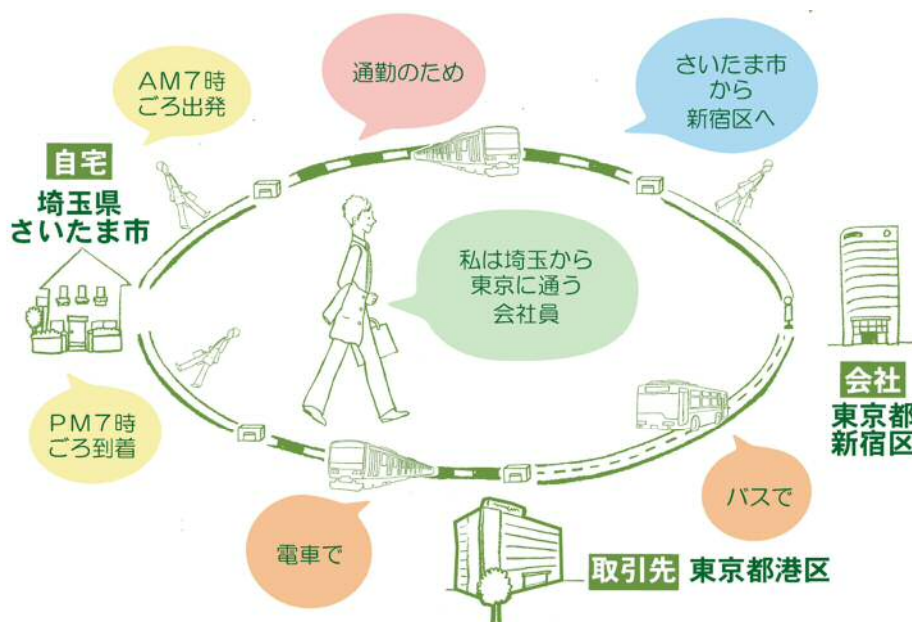 AM7時
ごろ出発
通勤のため
さいたま市
から
新宿区へ
自宅
埼玉県
さいたま市
私は埼玉から
東京に通う
会社員
会社
東京都
新宿区
PM7時
ごろ到着
バスで
電車で
取引先 東京都港区